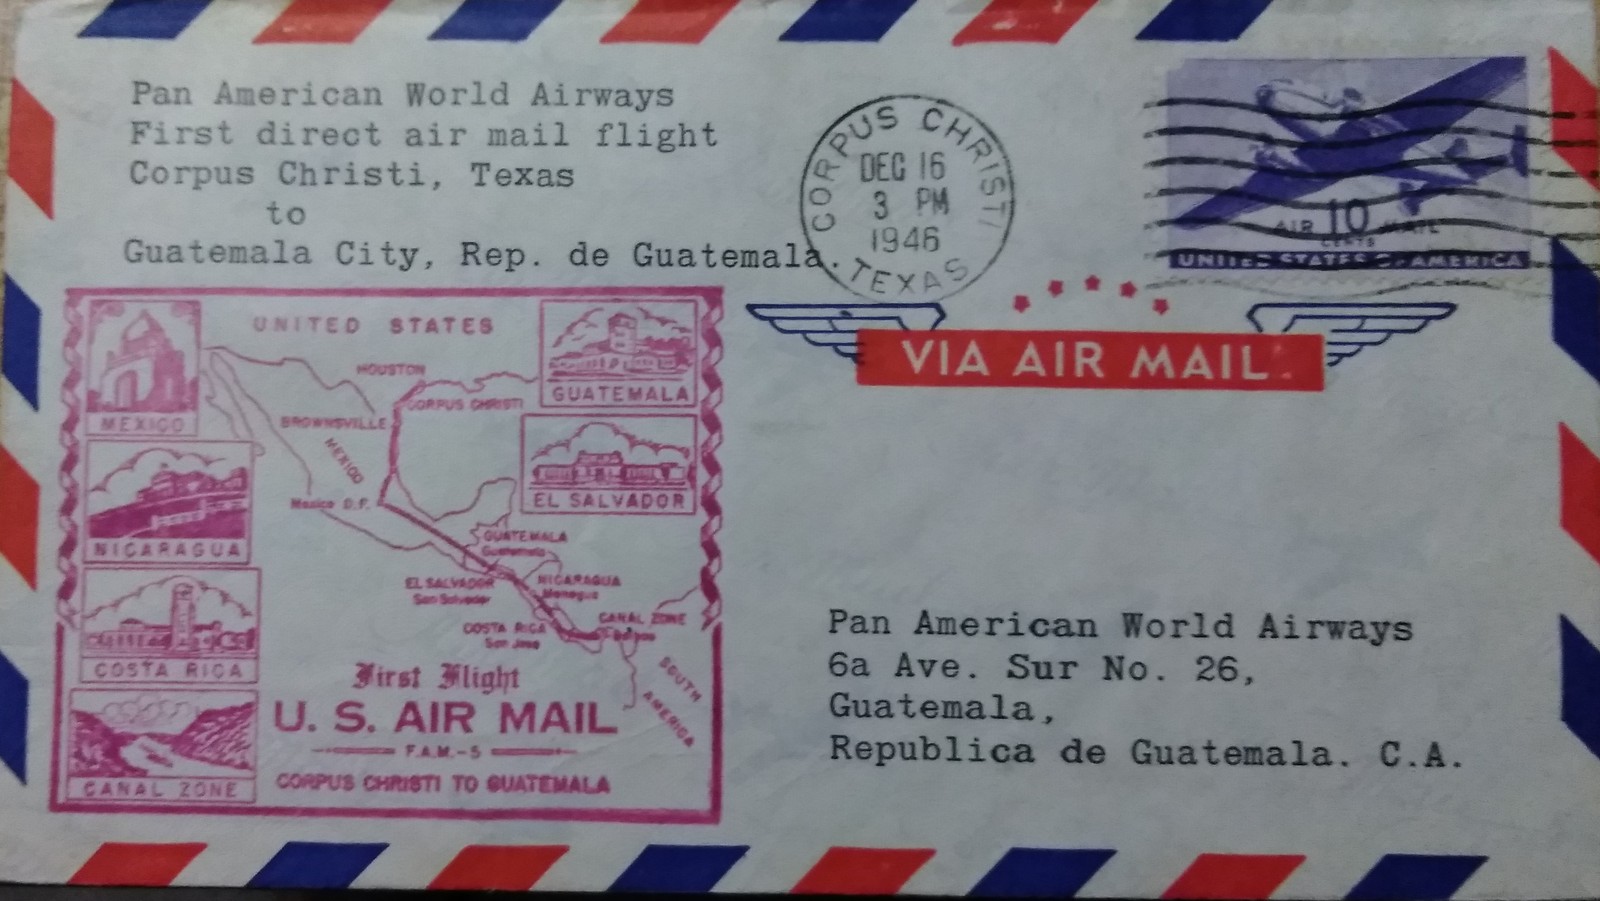 Pan American World Airways
First direct air mail flight
Corpus Christi, Texas
to
Guatemala City, Rep. de Guatemala.
CORPUS CHRISTI
DEC 16
3 PM
1946
TEXAS
AIR 10 MAIL
CENTS
UNITED STATES OF AMERICA
VIA AIR MAIL
UNITED STATES
MEXICO
HOUSTON
GUATEMALA
CORPUS CHRISTI
BROWNSVILLE
MEXICO
Mexico D.F.
EL SALVADOR
NICARAGUA
GUATEMALA
Guatemala
EL SALVADOR
San Salvador
NICARAGUA
Managua
COSTA RICA
San Jose
CANAL ZONE
Balboa
COSTA RICA
SOUTH AMERICA
First Flight
U. S. AIR MAIL
F.A.M.-5
CORPUS CHRISTI TO GUATEMALA
CANAL ZONE
Pan American World Airways
6a Ave. Sur No. 26,
Guatemala,
Republica de Guatemala. C.A.